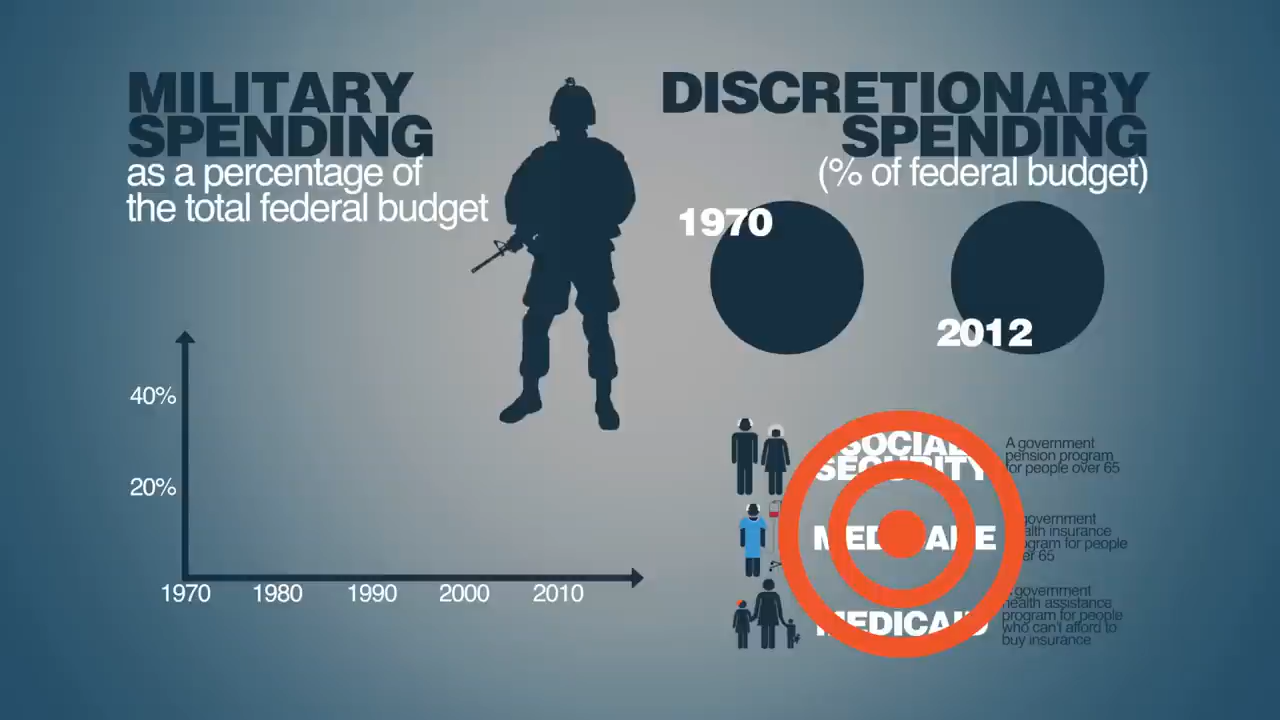 MILITARY
SPENDING
as a percentage of
the total federal budget
40%
20%
1970
1980
1990
2000
2010
DISCRETIONARY
SPENDING
(% of federal budget)
1970
2012
SOCIAL
SECURITY
A government
pension program
for people over 65
MEDICARE
government
health insurance
program for people
over 65
MEDICAID
A government
health assistance
program for people
who can't afford to
buy insurance